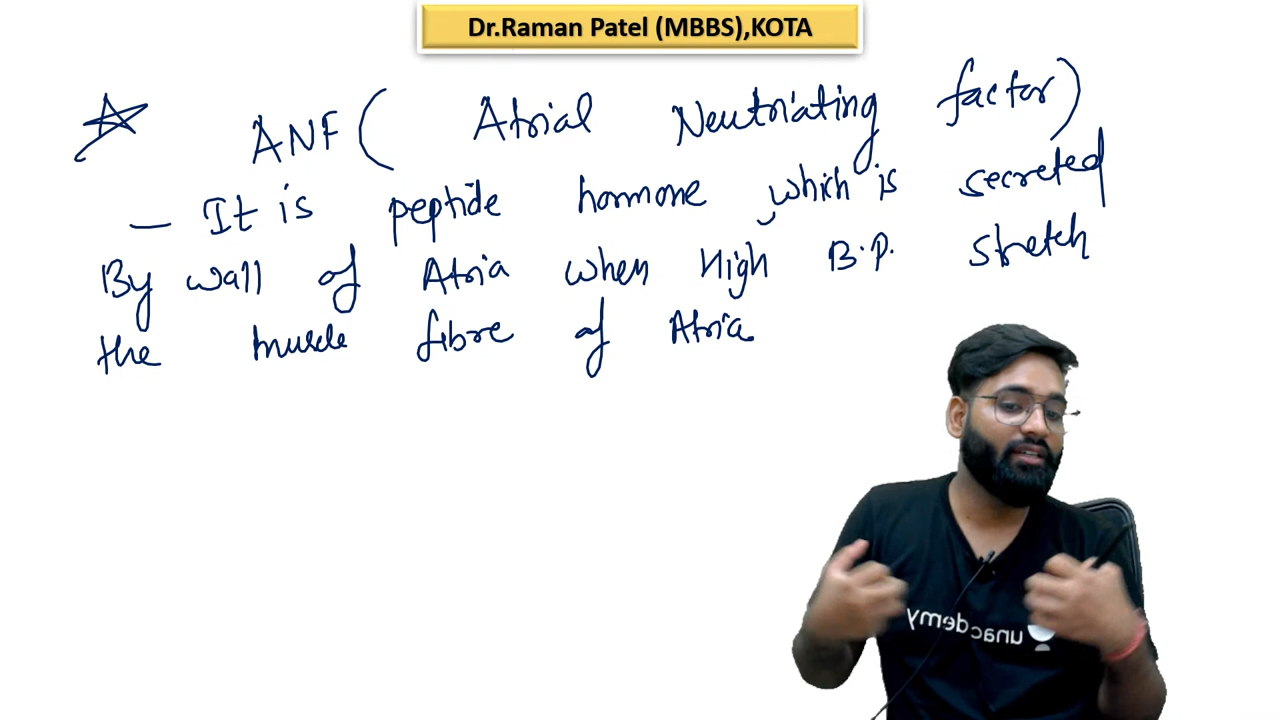 Dr.Raman Patel (MBBS),KOTA
ANF ( Atrial Neutriating factor)
— It is peptide hormone which is secreted
By wall of Atria when High B.P. stretch
the muscle fibre of Atria
unacademy